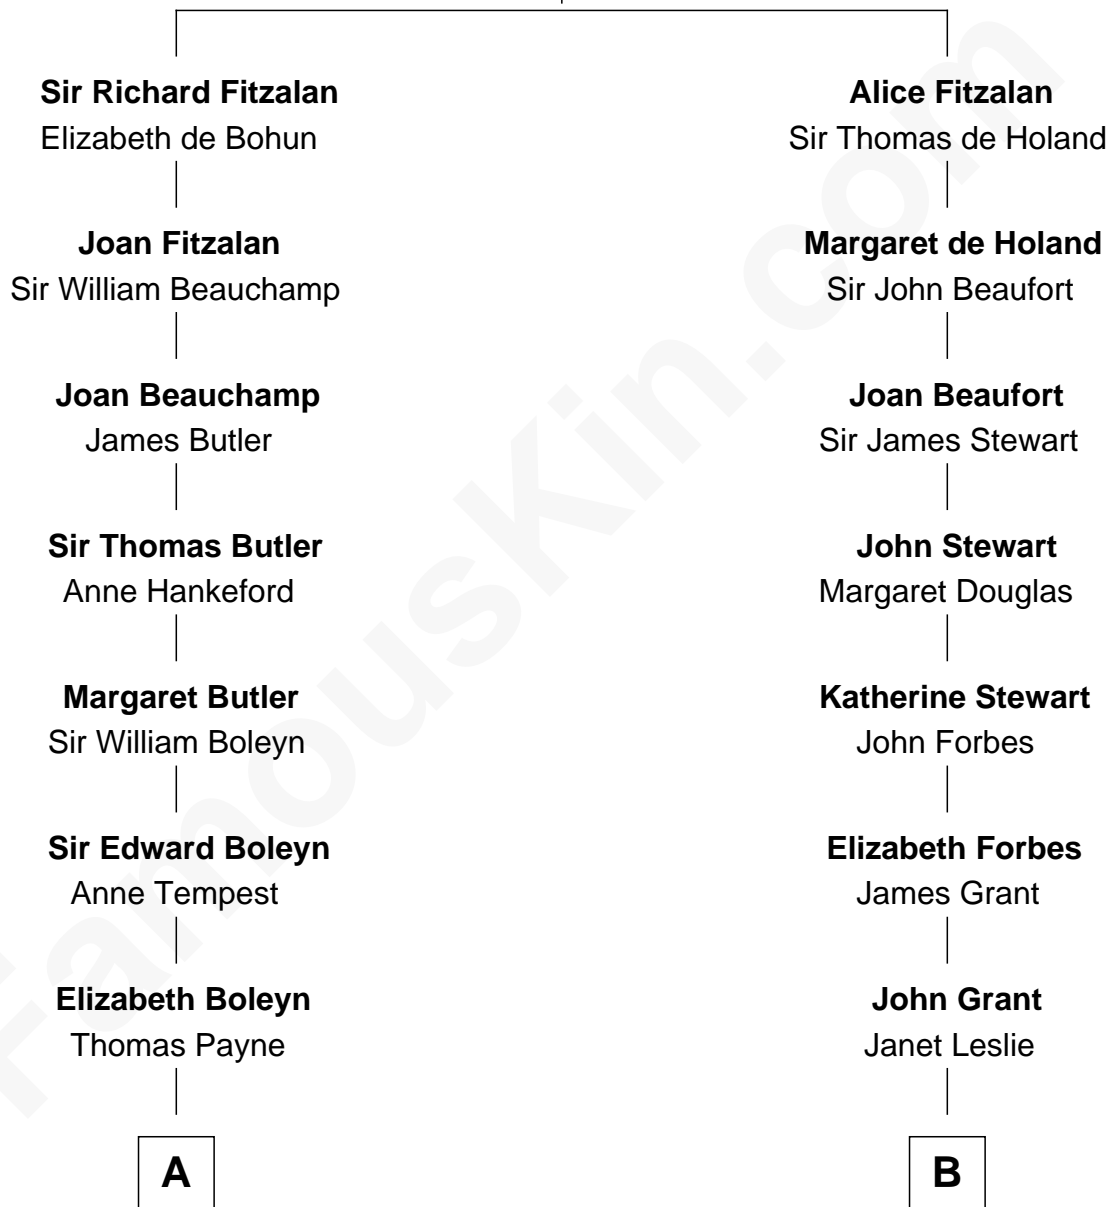 Sir Richard Fitzalan
Elizabeth de Bohun
Joan Fitzalan
Sir William Beauchamp
Joan Beauchamp
James Butler
Sir Thomas Butler
Anne Hankeford
Margaret Butler
Sir William Boleyn
Sir Edward Boleyn
Anne Tempest
Elizabeth Boleyn
Thomas Payne
A
Alice Fitzalan
Sir Thomas de Holand
Margaret de Holand
Sir John Beaufort
Joan Beaufort
Sir James Stewart
John Stewart
Margaret Douglas
Katherine Stewart
John Forbes
Elizabeth Forbes
James Grant
John Grant
Janet Leslie
B
FamousKin.com